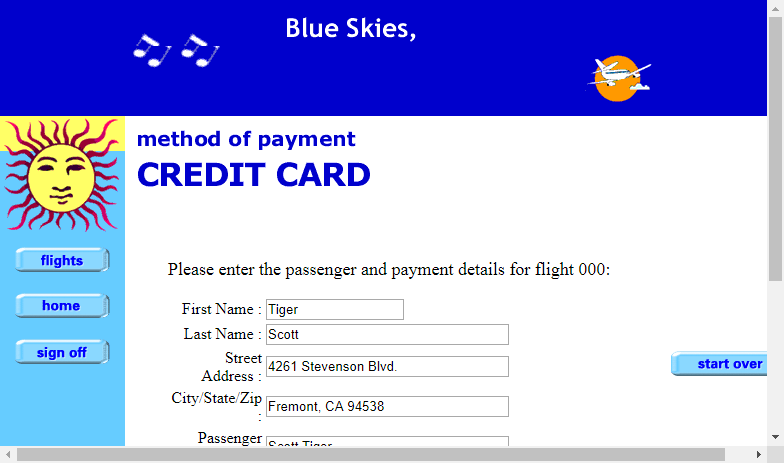 Blue Skies,
method of payment
CREDIT CARD
flights
home
sign off
Please enter the passenger and payment details for flight 000:
First Name : Tiger
Last Name : Scott
Street
Address : 4261 Stevenson Blvd.
City/State/Zip
: Fremont, CA 94538
start over
Passenger
Scott Tiger